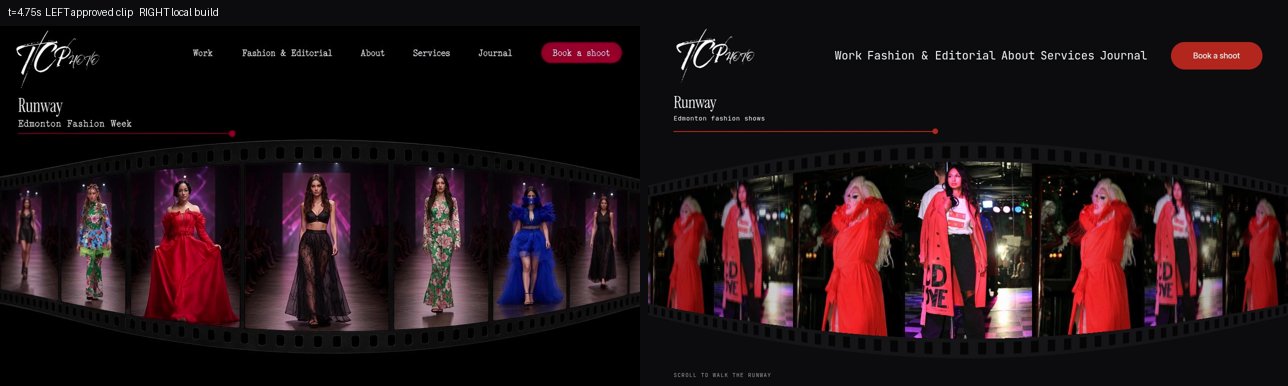 t=4.75s LEFT approved clip RIGHT local build
TCPHOTO
Work Fashion & Editorial About Services Journal Book a shoot
Runway
Edmonton Fashion Week
TCPHOTO
Work Fashion & Editorial About Services Journal Book a shoot
Runway
Edmonton fashion shows
SCROLL TO WALK THE RUNWAY